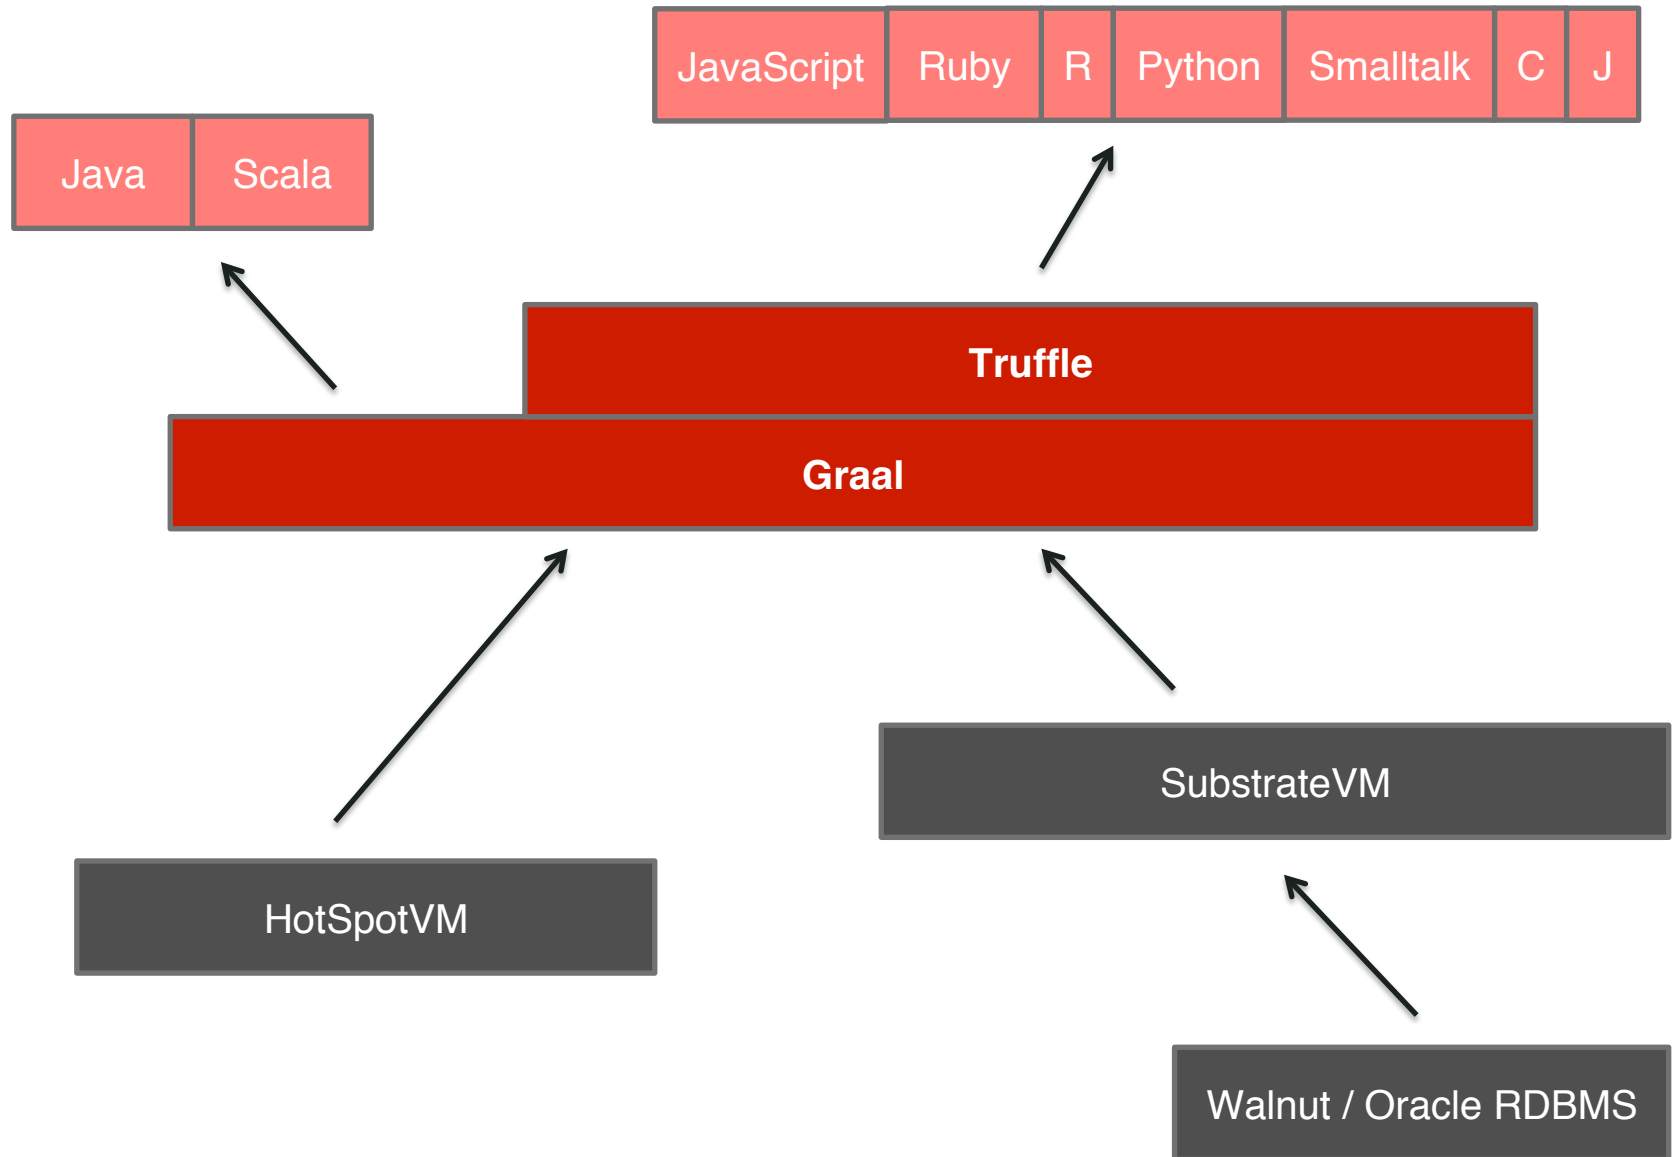 JavaScript Ruby R Python Smalltalk C J
Java Scala
Truffle
Graal
SubstrateVM
HotSpotVM
Walnut / Oracle RDBMS